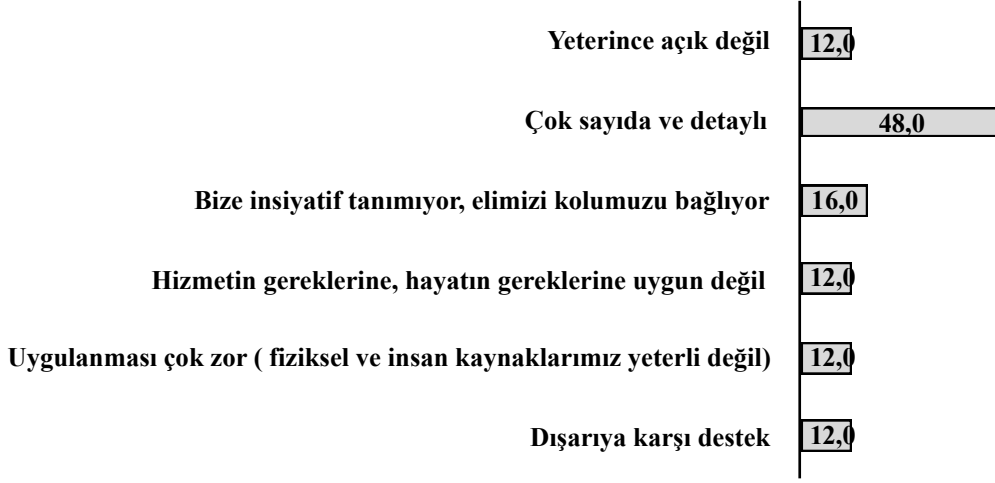 Yeterince açık değil 12,0
Çok sayıda ve detaylı 48,0
Bize insiyatif tanımıyor, elimizi kolumuzu bağlıyor 16,0
Hizmetin gereklerine, hayatın gereklerine uygun değil 12,0
Uygulanması çok zor ( fiziksel ve insan kaynaklarımız yeterli değil) 12,0
Dışarıya karşı destek 12,0